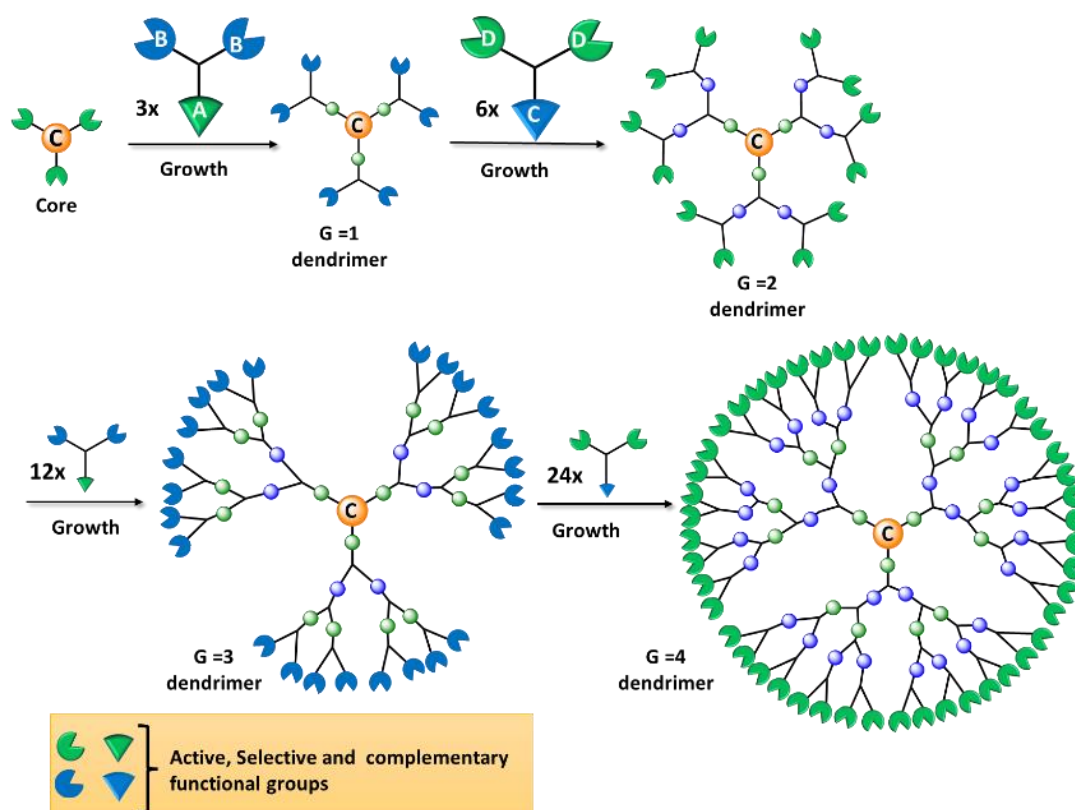 B B
D D
3x A
6x C
C
C
C
Growth
Growth
Core
G =1
dendrimer
G =2
dendrimer
12x
24x
Growth
Growth
C
C
G =3
dendrimer
G =4
dendrimer
Active, Selective and complementary
functional groups